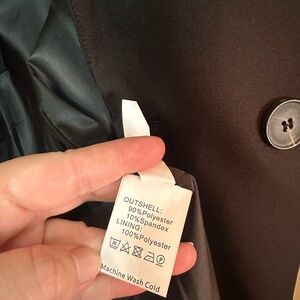 OUTSHELL:
90%Polyester
10%Spandex
LINING:
100%Polyester
Machine Wash Cold